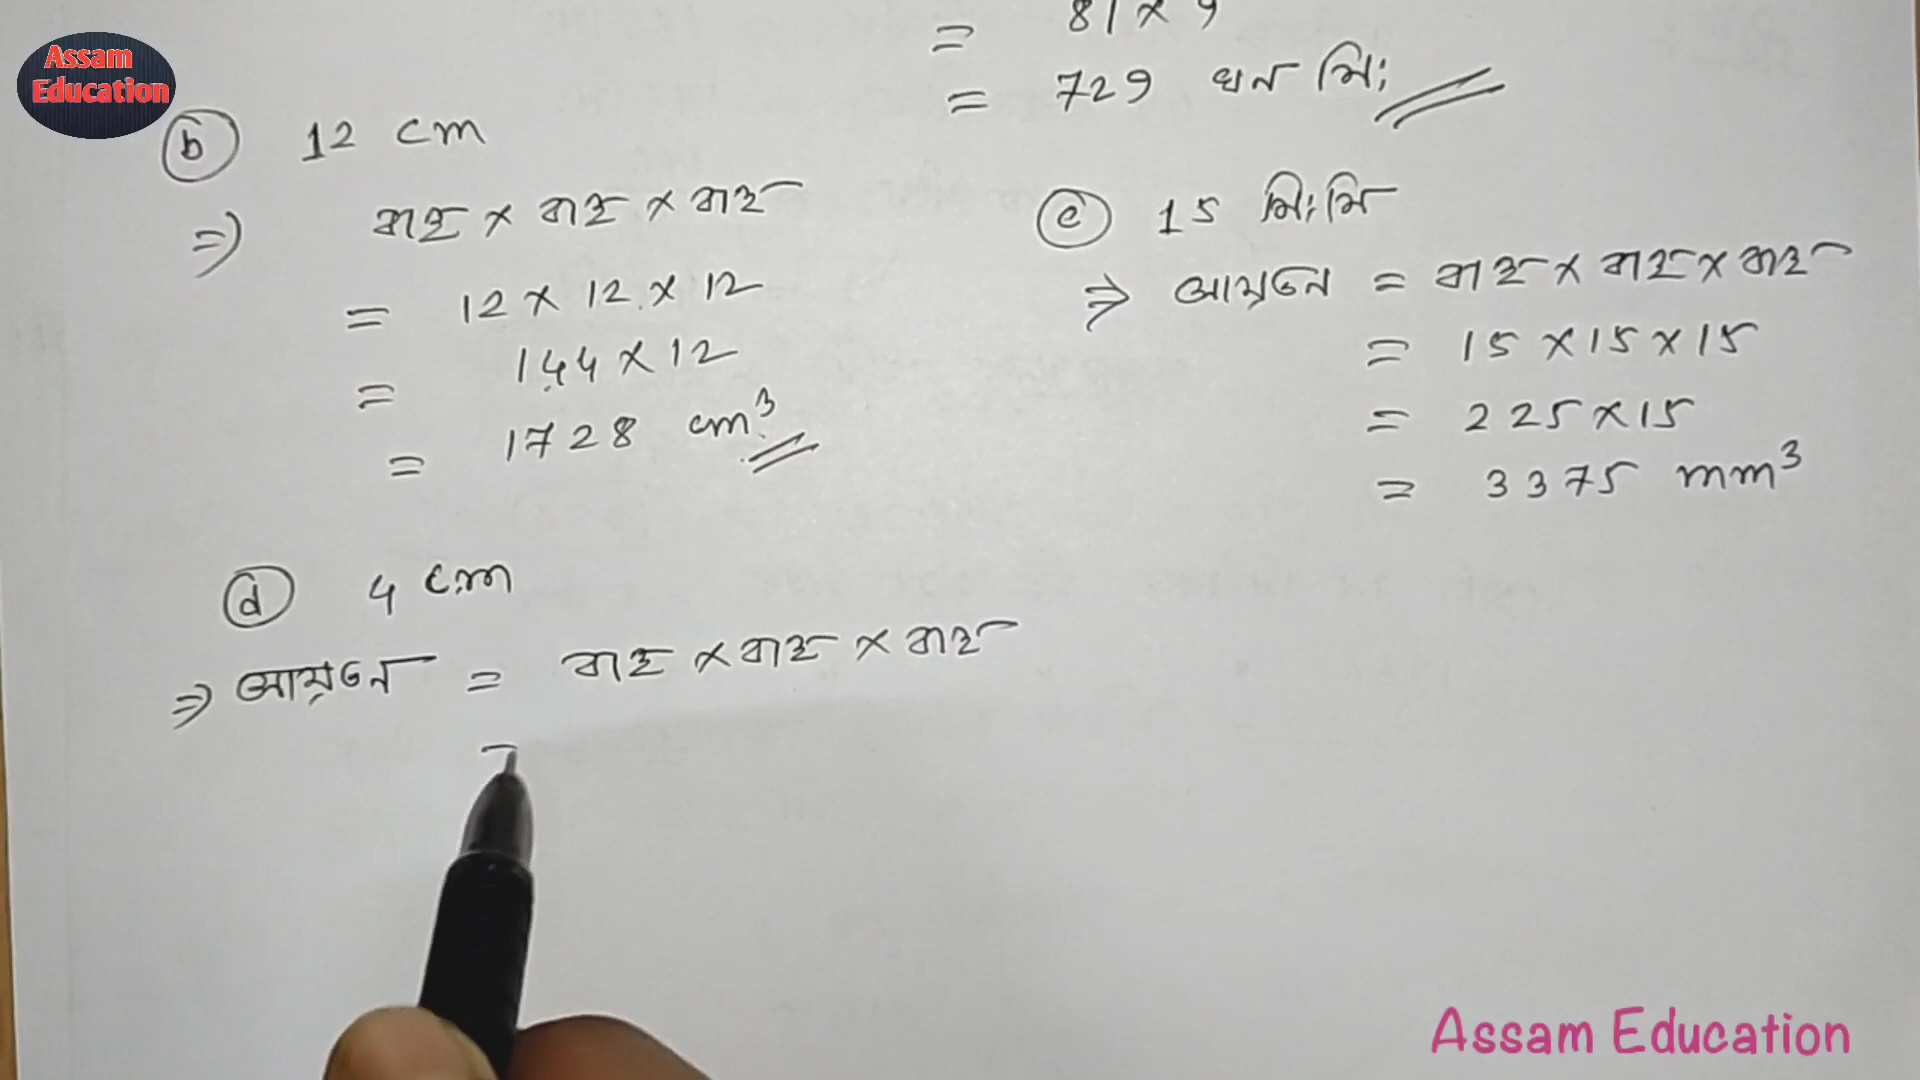 Assam
Education
= 81 × 9
= 729 ঘন মি:
(b) 12 cm
⇒ বাহু × বাহু × বাহু
= 12 × 12 × 12
= 144 × 12
= 1728 cm³
(c) 15 মি:মি
⇒ আয়তন = বাহু × বাহু × বাহু
= 15 × 15 × 15
= 225 × 15
= 3375 mm³
(d) 4 c.m
⇒ আয়তন = বাহু × বাহু × বাহু
Assam Education